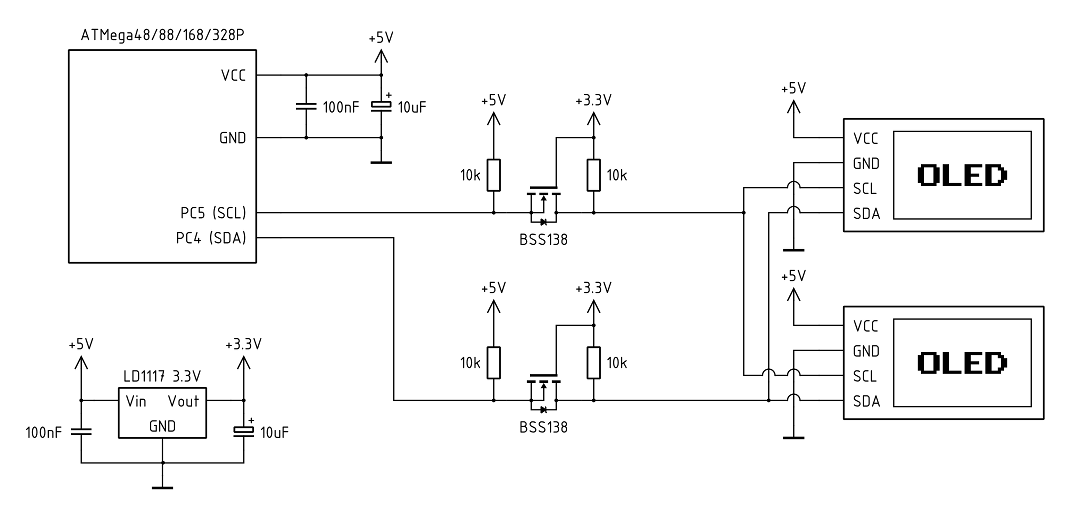 ATMega48/88/168/328P
+5V
VCC
100nF
+
10uF
GND
PC5 (SCL)
PC4 (SDA)
+5V
+3.3V
10k
10k
BSS138
+5V
+3.3V
10k
10k
BSS138
+5V
VCC
GND
SCL
SDA
OLED
+5V
VCC
GND
SCL
SDA
OLED
+5V
+3.3V
LD1117 3.3V
Vin
Vout
GND
100nF
+
10uF